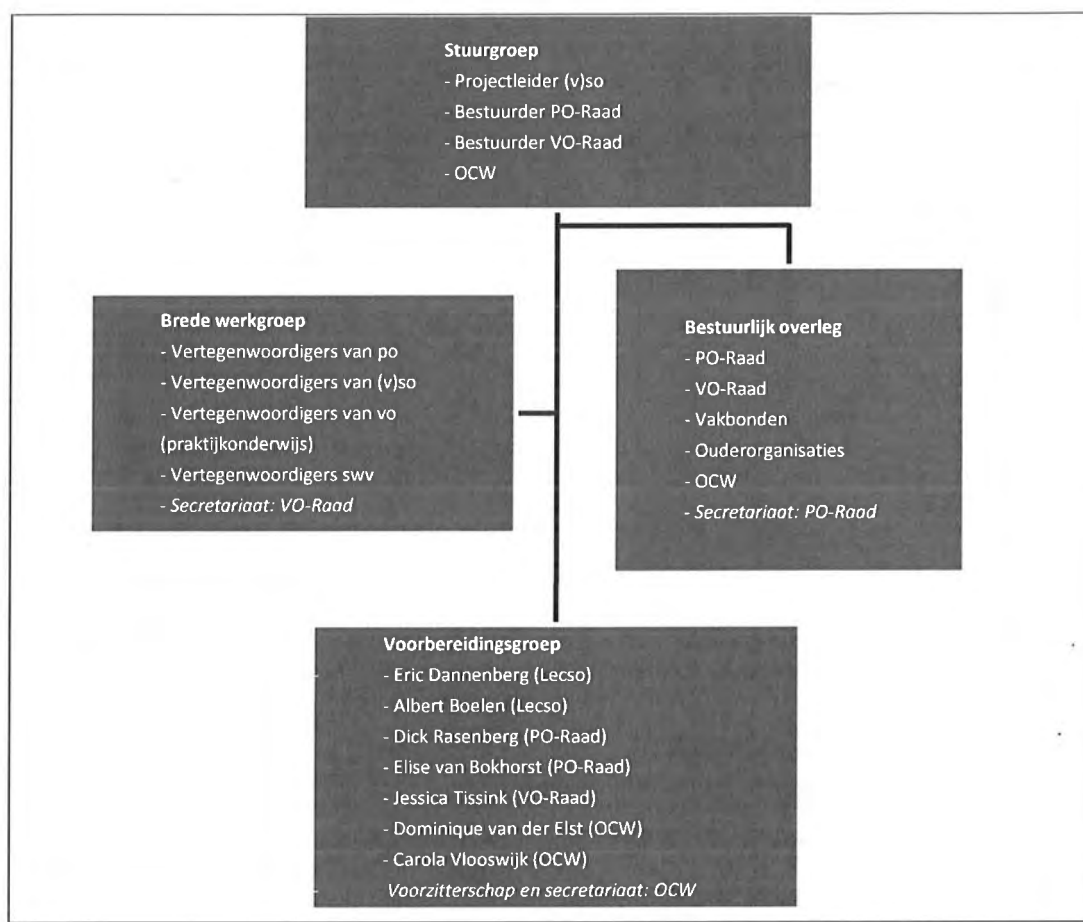 Stuurgroep
- Projectleider (v)so
- Bestuurder PO-Raad
- Bestuurder VO-Raad
- OCW
Brede werkgroep
- Vertegenwoordigers van po
- Vertegenwoordigers van (v)so
- Vertegenwoordigers van vo
(praktijkonderwijs)
- Vertegenwoordigers swv
- Secretariaat: VO-Raad
Bestuurlijk overleg
- PO-Raad
- VO-Raad
- Vakbonden
- Ouderorganisaties
- OCW
- Secretariaat: PO-Raad
Voorbereidingsgroep
- Eric Dannenberg (Lecso)
- Albert Boelen (Lecso)
- Dick Rasenberg (PO-Raad)
- Elise van Bokhorst (PO-Raad)
- Jessica Tissink (VO-Raad)
- Dominique van der Elst (OCW)
- Carola Vlooswijk (OCW)
Voorzitterschap en secretariaat: OCW